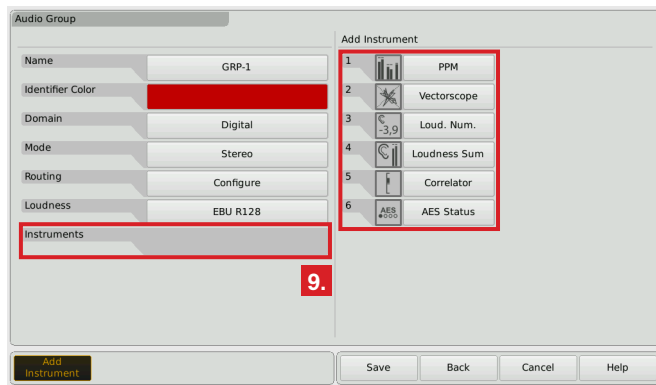 Audio Group
Name
GRP-1
Identifier Color
Domain
Digital
Mode
Stereo
Routing
Configure
Loudness
EBU R128
Instruments
9.
Add Instrument
1
PPM
2
Vectorscope
3
-3,9
Loud. Num.
4
Loudness Sum
5
Correlator
6
AES
AES Status
Add
Instrument
Save
Back
Cancel
Help